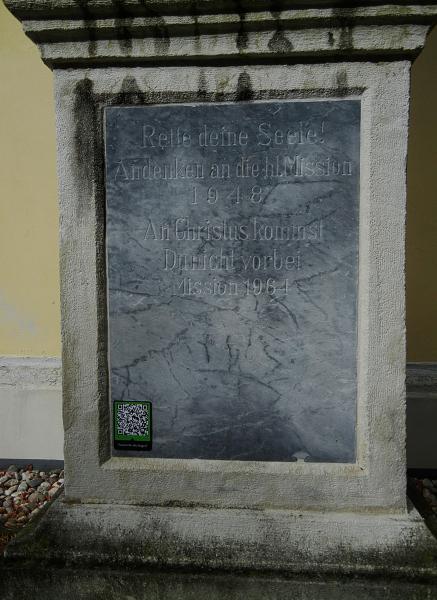 Rette deine Seele!
Andenken an die hl. Mission
1948
An Christus kommst
Du nicht vorbei
Mission 1964